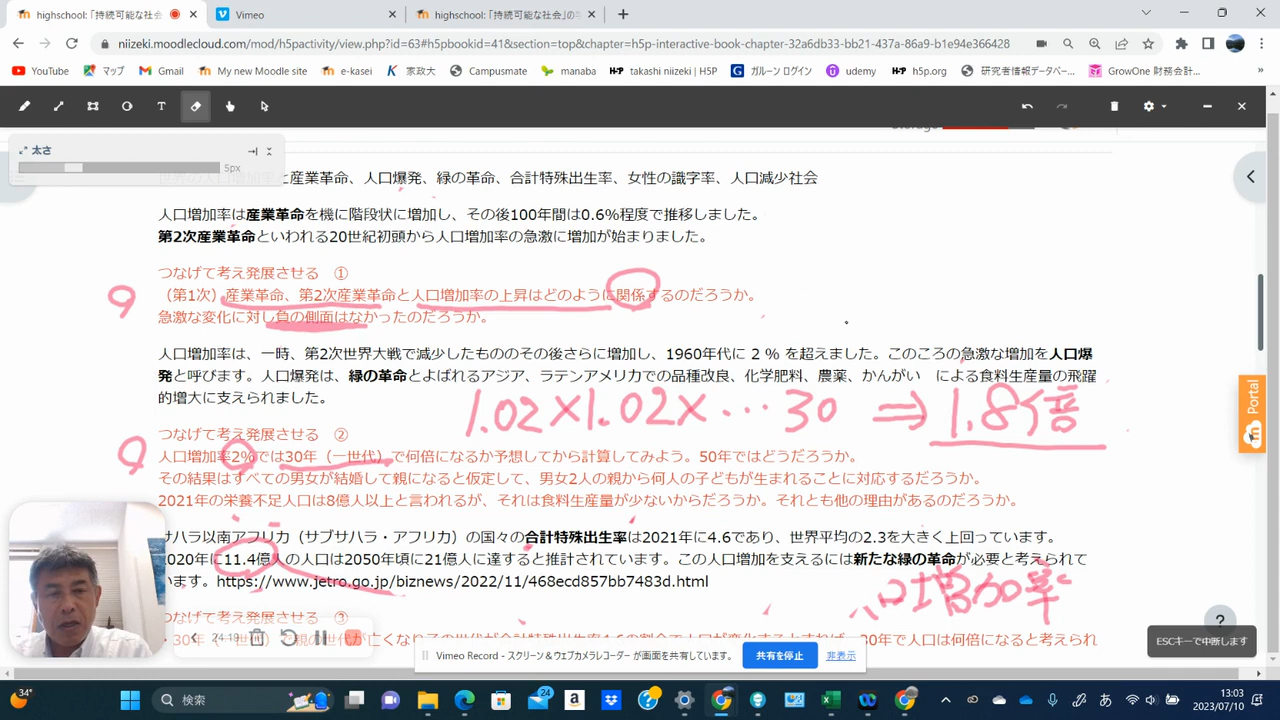 highschool: 「持続可能な社会
Vimeo
highschool: 「持続可能な社会」の
niizeki.moodlecloud.com/mod/h5pactivity/view.php?id=63#h5pbookid=41&section=top&chapter=h5p-interactive-book-chapter-32a6db33-bb21-437a-86a9-b1e94e366428
YouTube マップ Gmail My new Moodle site e-kasei 家政大 Campusmate manaba takashi niizeki | H5P ガルーン ログイン udemy h5p.org 研究者情報データベー... GrowOne 財務会計...
太さ
5px
世界の人口増加率と産業革命、人口爆発、緑の革命、合計特殊出生率、女性の識字率、人口減少社会
人口増加率は産業革命を機に階段状に増加し、その後100年間は0.6%程度で推移しました。
第2次産業革命といわれる20世紀初頭から人口増加率の急激に増加が始まりました。
つなげて考え発展させる ①
(第1次)産業革命、第2次産業革命と人口増加率の上昇はどのように関係するのだろうか。
急激な変化に対し負の側面はなかったのだろうか。
人口増加率は、一時、第2次世界大戦で減少したもののその後さらに増加し、1960年代に 2 % を超えました。このころの急激な増加を人口爆
発と呼びます。人口爆発は、緑の革命とよばれるアジア、ラテンアメリカでの品種改良、化学肥料、農薬、かんがい による食料生産量の飛躍
的増大に支えられました。
1.02×1.02×…30 ⇒ 1.8倍
つなげて考え発展させる ②
人口増加率2%では30年(一世代)で何倍になるか予想してから計算してみよう。50年ではどうだろうか。
その結果はすべての男女が結婚して親になると仮定して、男女2人の親から何人の子どもが生まれることに対応するだろうか。
2021年の栄養不足人口は8億人以上と言われるが、それは食料生産量が少ないからだろうか。それとも他の理由があるのだろうか。
サハラ以南アフリカ(サブサハラ・アフリカ)の国々の合計特殊出生率は2021年に4.6であり、世界平均の2.3を大きく上回っています。
2020年に11.4億人の人口は2050年頃に21億人に達すると推計されています。この人口増加を支えるには新たな緑の革命が必要と考えられて
います。https://www.jetro.go.jp/biznews/2022/11/468ecd857bb7483d.html
人口増加率
つなげて考え発展させる ③
Portal
?
ESCキーで中断します
24:19
Vimeo Record - スクリーン&ウェブカメラレコーダー が画面を共有しています。 共有を停止 非表示
34°
検索
24
あ
13:03
2023/07/10